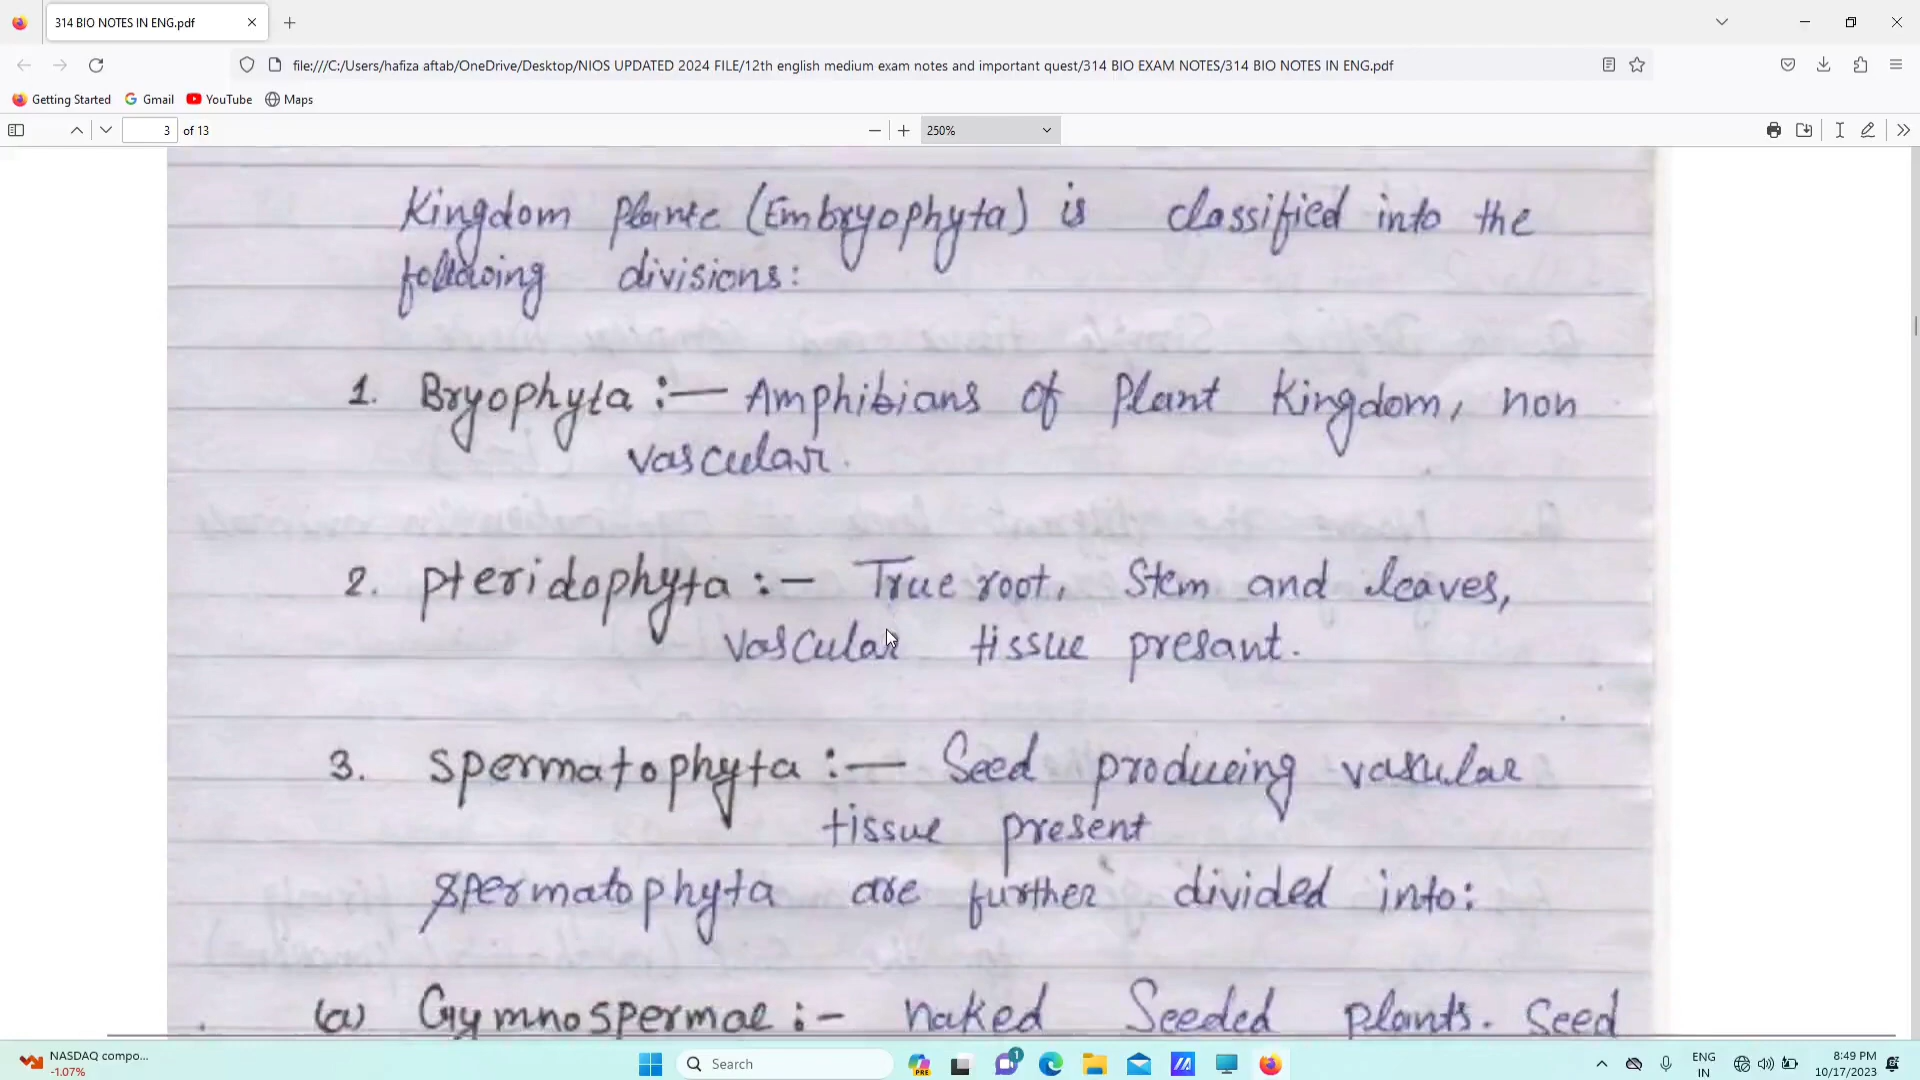 314 BIO NOTES IN ENG.pdf
file:///C:/Users/hafiza aftab/OneDrive/Desktop/NIOS UPDATED 2024 FILE/12th english medium exam notes and important quest/314 BIO EXAM NOTES/314 BIO NOTES IN ENG.pdf
Getting Started Gmail YouTube Maps
3 of 13 250%
Kingdom Plante (Embryophyta) is classified into the
following divisions:
1. Bryophyta :— Amphibians of Plant Kingdom, non
vascular.
2. pteridophyta :— True root, Stem and leaves,
vascular tissue presant.
3. spermatophyta :— Seed producing vascular
tissue present
spermatophyta are further divided into:
(a) Gymnospermae :— naked Seeded plants. Seed
NASDAQ compo...
-1.07%
Search
PRE
1
ENG
IN
8:49 PM
10/17/2023